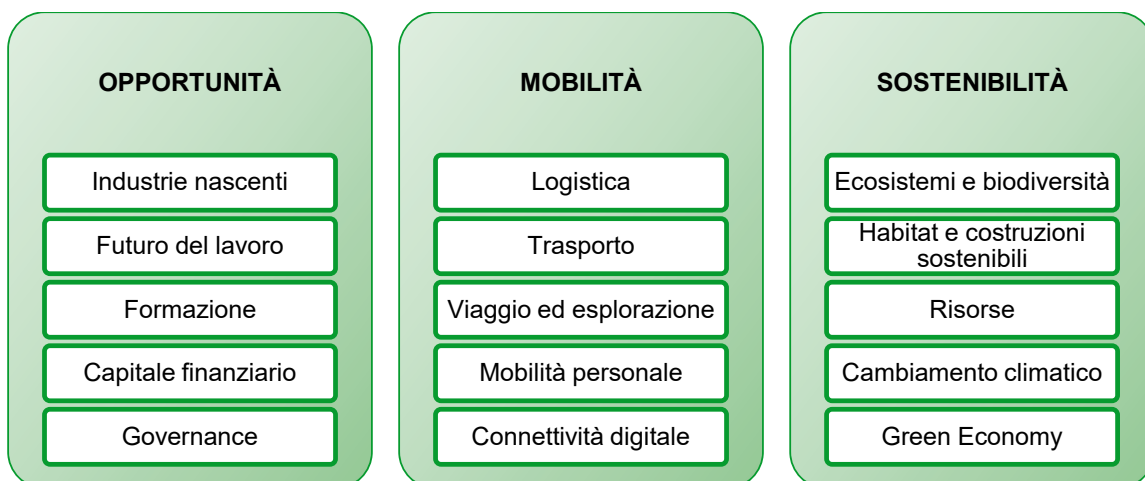 OPPORTUNITÀ
Industrie nascenti
Futuro del lavoro
Formazione
Capitale finanziario
Governance
MOBILITÀ
Logistica
Trasporto
Viaggio ed esplorazione
Mobilità personale
Connettività digitale
SOSTENIBILITÀ
Ecosistemi e biodiversità
Habitat e costruzioni
sostenibili
Risorse
Cambiamento climatico
Green Economy